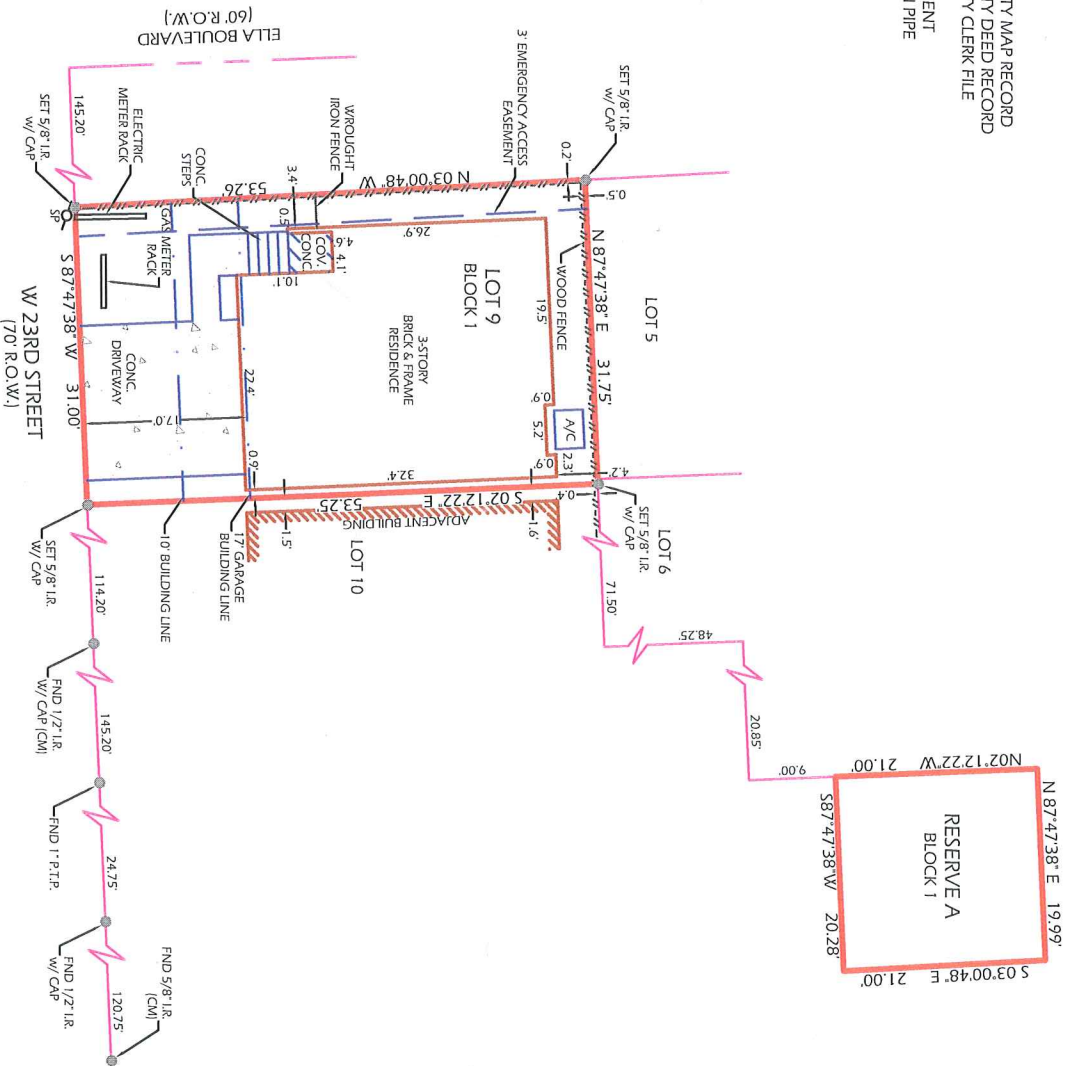 TY MAP RECORD
TY DEED RECORD
Y CLERK FILE
ENT
PIPE
ELLA BOULEVARD
(60' R.O.W.)
145.20'
SET 5/8" I.R.
W/ CAP
ELECTRIC
METER RACK
SP
GAS METER
RACK
CONC.
STEPS
WROUGHT
IRON FENCE
3' EMERGENCY ACCESS
EASEMENT
SET 5/8" I.R.
W/ CAP
0.2'
0.5'
N 03°00'48" W
53.26'
3.4'
0.5'
COV.
CONC.
4.6'
4.1'
10.1'
26.9'
N 87°47'38" E 31.75'
WOOD FENCE
LOT 5
LOT 9
BLOCK 1
3-STORY
BRICK & FRAME
RESIDENCE
19.5'
0.9'
5.2'
0.9'
A/C
2.3'
4.2'
0.4'
22.4'
0.9'
32.4'
17.0'
CONC.
DRIVEWAY
S 87°47'38" W 31.00'
W 23RD STREET
(70' R.O.W.)
S 02°12'22" E
53.25'
ADJACENT BUILDING
1.5'
1.6'
17' GARAGE
BUILDING LINE
10' BUILDING LINE
LOT 10
LOT 6
SET 5/8" I.R.
W/ CAP
SET 5/8" I.R.
W/ CAP
71.50'
48.25'
20.85'
9.00'
N02°12'22"W 21.00'
N 87°47'38" E 19.99'
S 03°00'48" E 21.00'
S87°47'38"W 20.28'
RESERVE A
BLOCK 1
114.20'
FND 1/2" I.R.
W/ CAP (CM)
145.20'
FND 1" P.T.P.
24.75'
FND 1/2" I.R.
W/ CAP
120.75'
FND 5/8" I.R.
(CM)